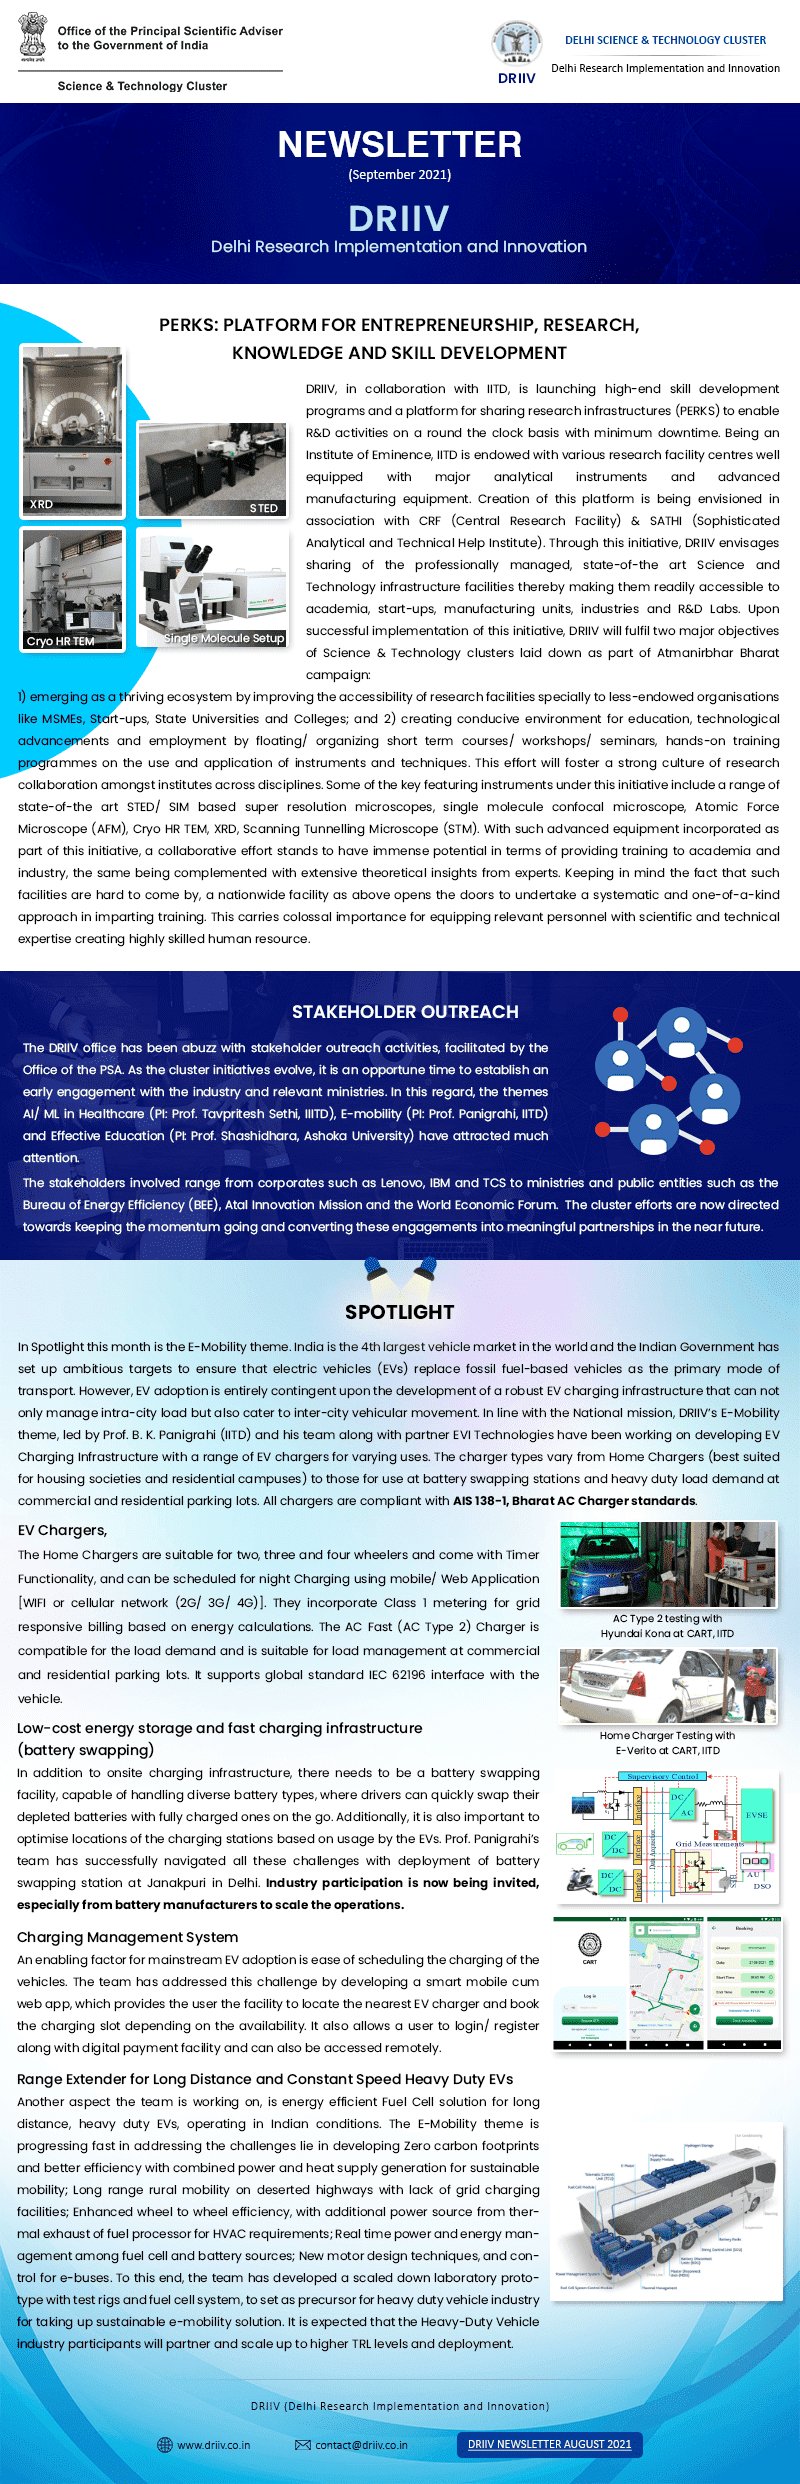 Office of the Principal Scientific Adviser
to the Government of India
Science & Technology Cluster
DRIIV
DELHI SCIENCE & TECHNOLOGY CLUSTER
Delhi Research Implementation and Innovation
NEWSLETTER
(September 2021)
DRIIV
Delhi Research Implementation and Innovation
PERKS: PLATFORM FOR ENTREPRENEURSHIP, RESEARCH,
KNOWLEDGE AND SKILL DEVELOPMENT
XRD
STED
Cryo HR TEM
Single Molecule Setup
DRIIV, in collaboration with IITD, is launching high-end skill development
programs and a platform for sharing research infrastructures (PERKS) to enable
R&D activities on a round the clock basis with minimum downtime. Being an
Institute of Eminence, IITD is endowed with various research facility centres well
equipped with major analytical instruments and advanced
manufacturing equipment. Creation of this platform is being envisioned in
association with CRF (Central Research Facility) & SATHI (Sophisticated
Analytical and Technical Help Institute). Through this initiative, DRIIV envisages
sharing of the professionally managed, state-of-the art Science and
Technology infrastructure facilities thereby making them readily accessible to
academia, start-ups, manufacturing units, industries and R&D Labs. Upon
successful implementation of this initiative, DRIIV will fulfil two major objectives
of Science & Technology clusters laid down as part of Atmanirbhar Bharat
campaign:
1) emerging as a thriving ecosystem by improving the accessibility of research facilities specially to less-endowed organisations
like MSMEs, Start-ups, State Universities and Colleges; and 2) creating conducive environment for education, technological
advancements and employment by floating/ organizing short term courses/ workshops/ seminars, hands-on training
programmes on the use and application of instruments and techniques. This effort will foster a strong culture of research
collaboration amongst institutes across disciplines. Some of the key featuring instruments under this initiative include a range of
state-of-the art STED/ SIM based super resolution microscopes, single molecule confocal microscope, Atomic Force
Microscope (AFM), Cryo HR TEM, XRD, Scanning Tunnelling Microscope (STM). With such advanced equipment incorporated as
part of this initiative, a collaborative effort stands to have immense potential in terms of providing training to academia and
industry, the same being complemented with extensive theoretical insights from experts. Keeping in mind the fact that such
facilities are hard to come by, a nationwide facility as above opens the doors to undertake a systematic and one-of-a-kind
approach in imparting training. This carries colossal importance for equipping relevant personnel with scientific and technical
expertise creating highly skilled human resource.
STAKEHOLDER OUTREACH
The DRIIV office has been abuzz with stakeholder outreach activities, facilitated by the
Office of the PSA. As the cluster initiatives evolve, it is an opportune time to establish an
early engagement with the industry and relevant ministries. In this regard, the themes
AI/ ML in Healthcare (PI: Prof. Tavpritesh Sethi, IIITD), E-mobility (PI: Prof. Panigrahi, IITD)
and Effective Education (PI: Prof. Shashidhara, Ashoka University) have attracted much
attention.
The stakeholders involved range from corporates such as Lenovo, IBM and TCS to ministries and public entities such as the
Bureau of Energy Efficiency (BEE), Atal Innovation Mission and the World Economic Forum. The cluster efforts are now directed
towards keeping the momentum going and converting these engagements into meaningful partnerships in the near future.
SPOTLIGHT
In Spotlight this month is the E-Mobility theme. India is the 4th largest vehicle market in the world and the Indian Government has
set up ambitious targets to ensure that electric vehicles (EVs) replace fossil fuel-based vehicles as the primary mode of
transport. However, EV adoption is entirely contingent upon the development of a robust EV charging infrastructure that can not
only manage intra-city load but also cater to inter-city vehicular movement. In line with the National mission, DRIIV's E-Mobility
theme, led by Prof. B. K. Panigrahi (IITD) and his team along with partner EVI Technologies have been working on developing EV
Charging Infrastructure with a range of EV chargers for varying uses. The charger types vary from Home Chargers (best suited
for housing societies and residential campuses) to those for use at battery swapping stations and heavy duty load demand at
commercial and residential parking lots. All chargers are compliant with AIS 138-1, Bharat AC Charger standards.
EV Chargers,
The Home Chargers are suitable for two, three and four wheelers and come with Timer
Functionality, and can be scheduled for night Charging using mobile/ Web Application
[WIFI or cellular network (2G/ 3G/ 4G)]. They incorporate Class 1 metering for grid
responsive billing based on energy calculations. The AC Fast (AC Type 2) Charger is
compatible for the load demand and is suitable for load management at commercial
and residential parking lots. It supports global standard IEC 62196 interface with the
vehicle.
AC Type 2 testing with
Hyundai Kona at CART, IITD
Home Charger Testing with
E-Verito at CART, IITD
Low-cost energy storage and fast charging infrastructure
(battery swapping)
In addition to onsite charging infrastructure, there needs to be a battery swapping
facility, capable of handling diverse battery types, where drivers can quickly swap their
depleted batteries with fully charged ones on the go. Additionally, it is also important to
optimise locations of the charging stations based on usage by the EVs. Prof. Panigrahi's
team has successfully navigated all these challenges with deployment of battery
swapping station at Janakpuri in Delhi. Industry participation is now being invited,
especially from battery manufacturers to scale the operations.
Supervisory Control
Interface
DC
AC
EVSE
DC
DC
Interface
Data Acquisition
Grid Measurements
DC
DC
Interface
AU
DSO
Charging Management System
An enabling factor for mainstream EV adoption is ease of scheduling the charging of the
vehicles. The team has addressed this challenge by developing a smart mobile cum
web app, which provides the user the facility to locate the nearest EV charger and book
the charging slot depending on the availability. It also allows a user to login/ register
along with digital payment facility and can also be accessed remotely.
CART
Log in
Booking
Charger
Date
Start Time
End Time
Range Extender for Long Distance and Constant Speed Heavy Duty EVs
Another aspect the team is working on, is energy efficient Fuel Cell solution for long
distance, heavy duty EVs, operating in Indian conditions. The E-Mobility theme is
progressing fast in addressing the challenges lie in developing Zero carbon footprints
and better efficiency with combined power and heat supply generation for sustainable
mobility; Long range rural mobility on deserted highways with lack of grid charging
facilities; Enhanced wheel to wheel efficiency, with additional power source from ther-
mal exhaust of fuel processor for HVAC requirements; Real time power and energy man-
agement among fuel cell and battery sources; New motor design techniques, and con-
trol for e-buses. To this end, the team has developed a scaled down laboratory proto-
type with test rigs and fuel cell system, to set as precursor for heavy duty vehicle industry
for taking up sustainable e-mobility solution. It is expected that the Heavy-Duty Vehicle
industry participants will partner and scale up to higher TRL levels and deployment.
DRIIV (Delhi Research Implementation and Innovation)
www.driiv.co.in
contact@driiv.co.in
DRIIV NEWSLETTER AUGUST 2021